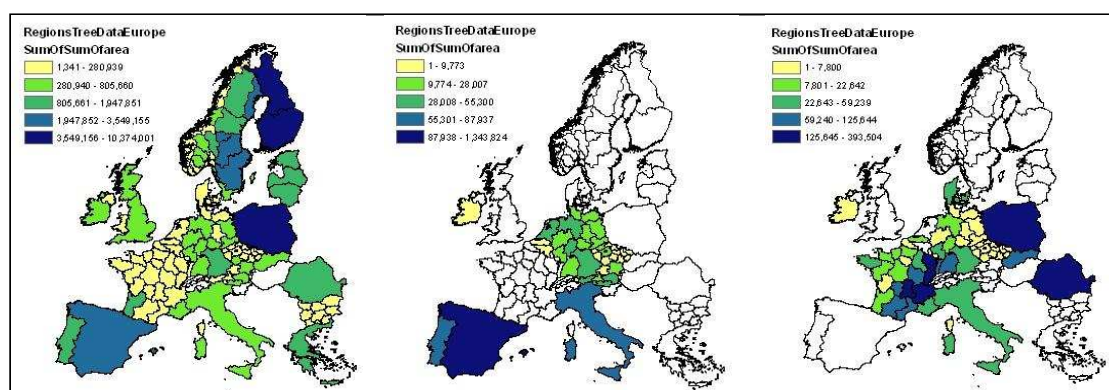 RegionsTreeDataEurope
SumOfSumOfarea
1,341 - 280,939
280,940 - 805,660
805,661 - 1,947,851
1,947,852 - 3,549,155
3,549,156 - 10,374,001
RegionsTreeDataEurope
SumOfSumOfarea
1 - 9,773
9,774 - 28,007
28,008 - 55,300
55,301 - 87,937
87,938 - 1,343,824
RegionsTreeDataEurope
SumOfSumOfarea
1 - 7,800
7,801 - 22,642
22,643 - 59,239
59,240 - 125,644
125,645 - 393,504